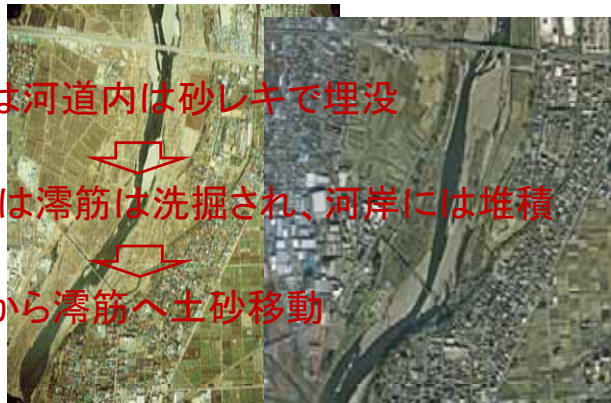 は河道内は砂レキで埋没
は澪筋は洗掘され、河岸には堆積
から澪筋へ土砂移動